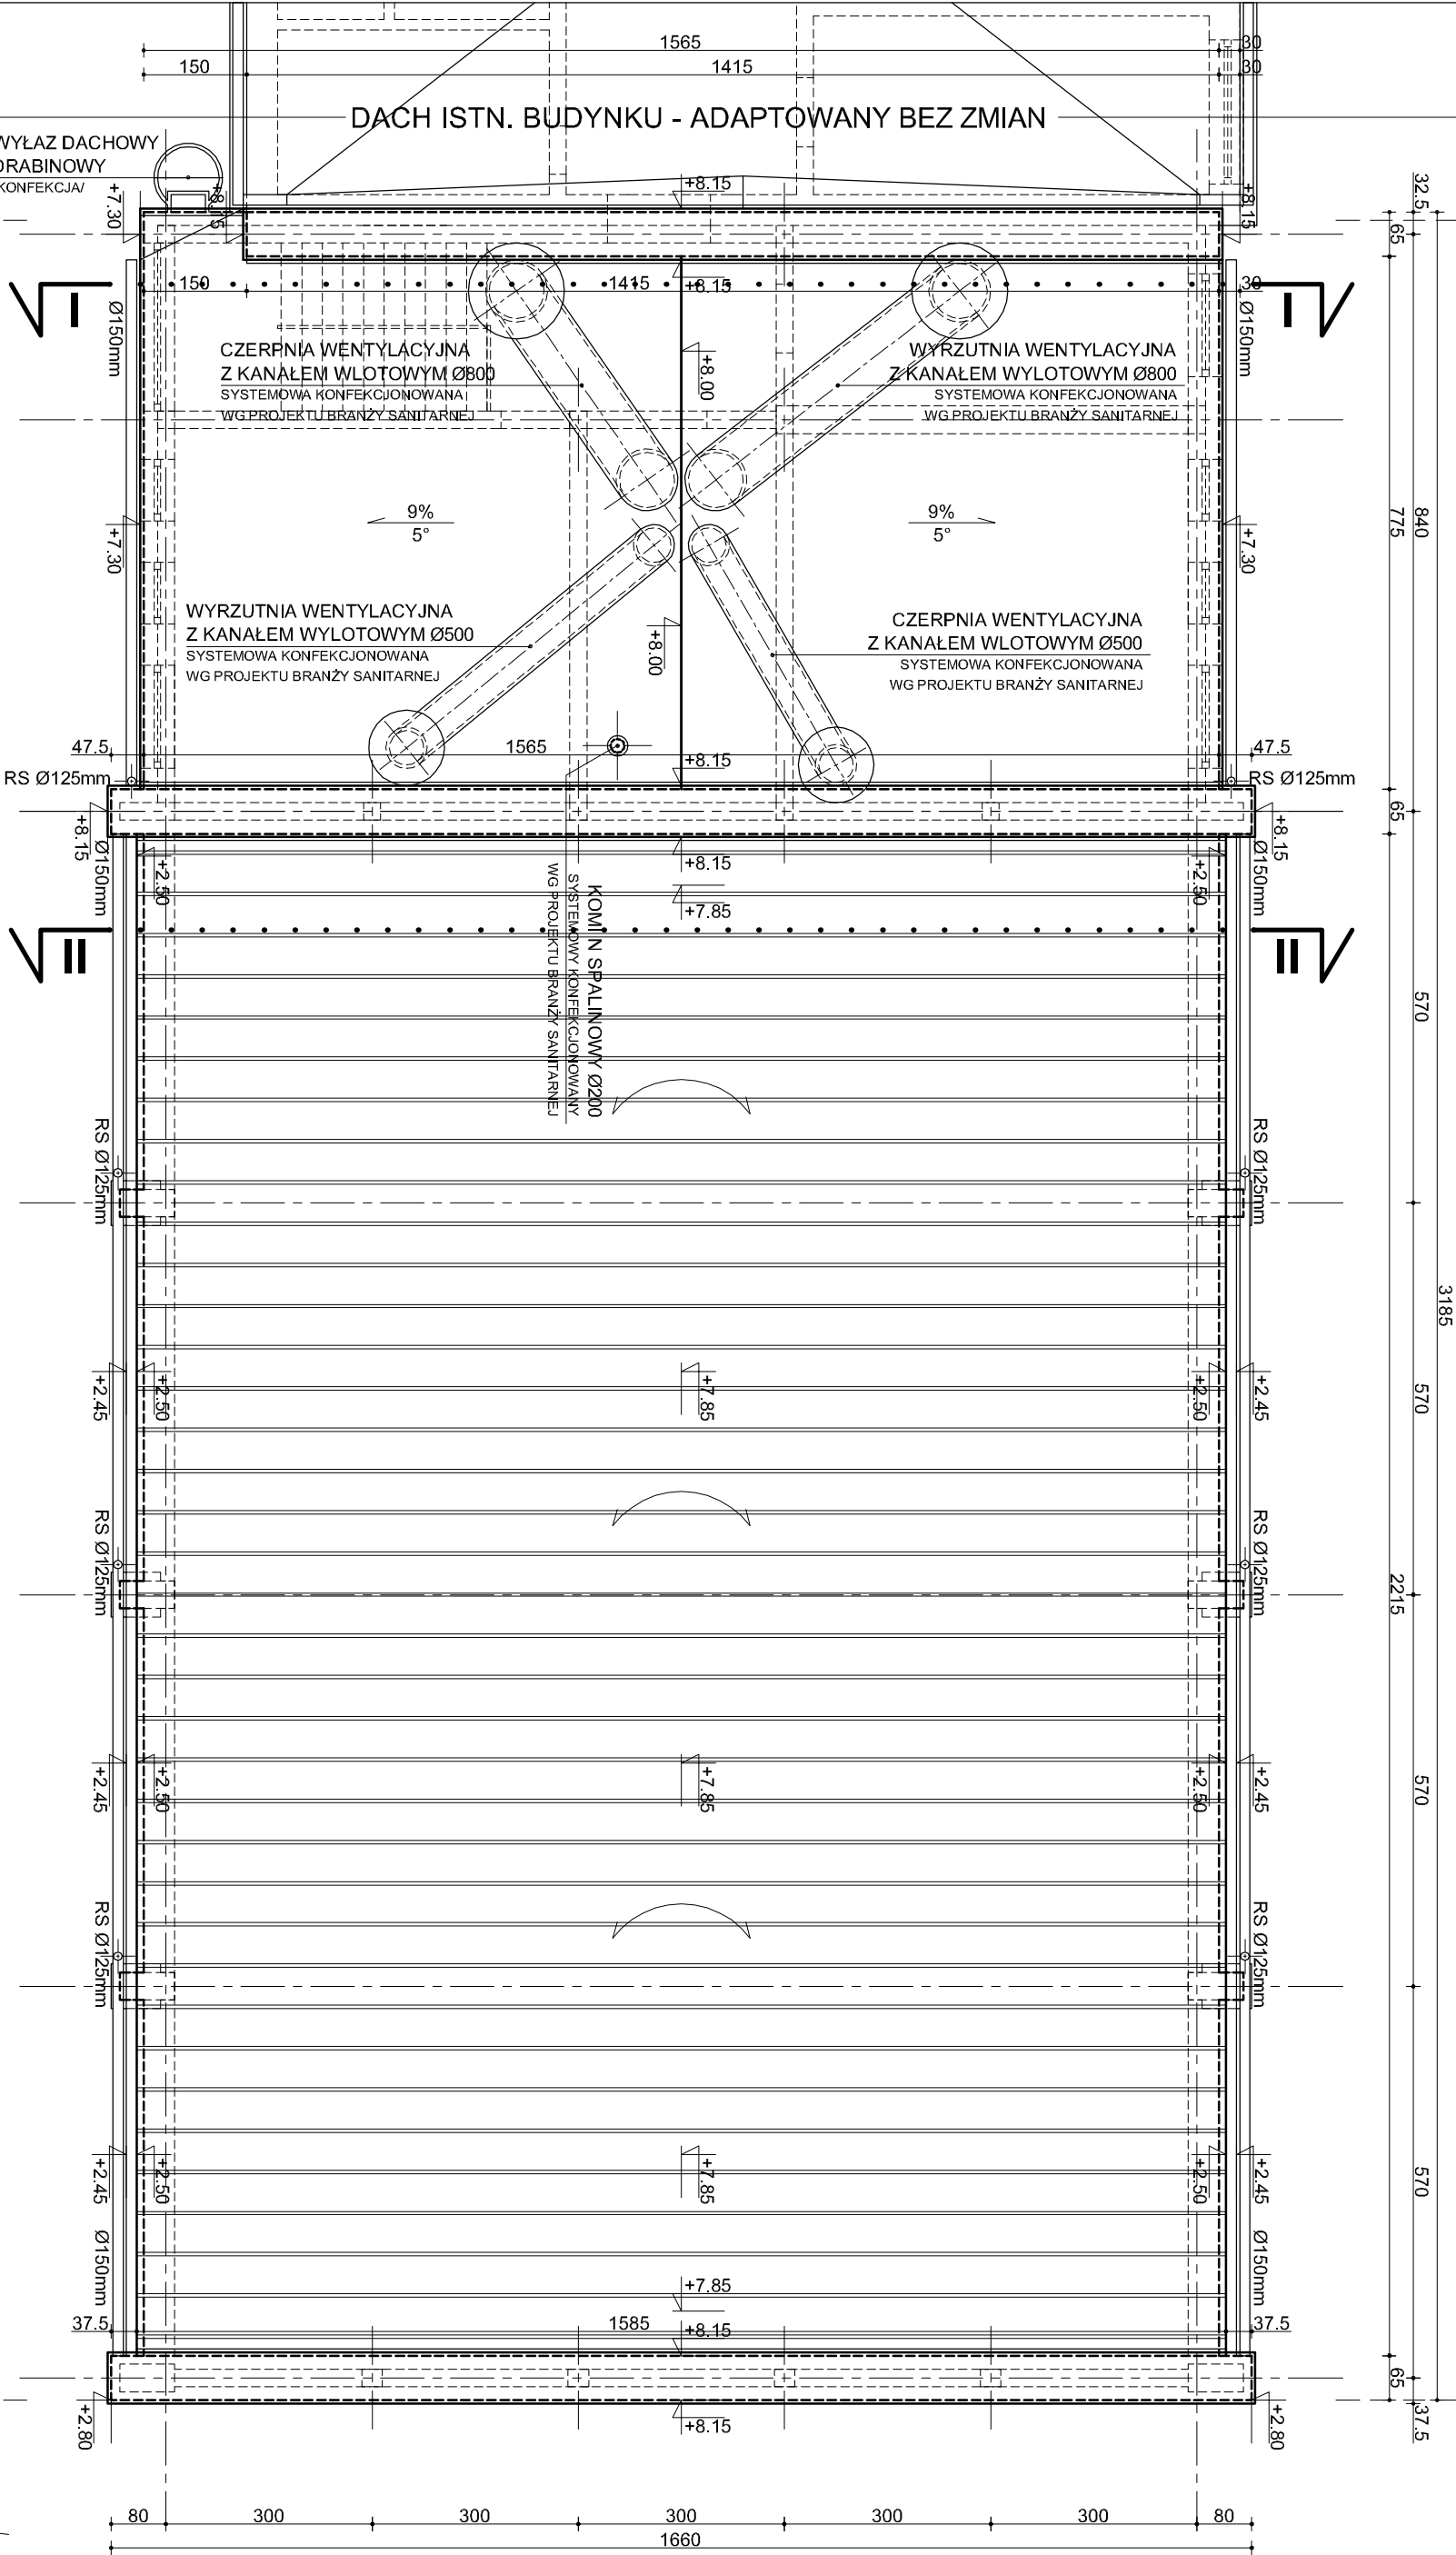 1565
30
150
1415
30
DACH ISTN. BUDYNKU - ADAPTOWANY BEZ ZMIAN
WYŁAZ DACHOWY
DRABINOWY
KONFEKCJA/
+7.30
+8.15
+8.15
+8.15
32.5
65
I
150
1415
+8.15
30
I
Ø150mm
Ø150mm
CZERPNIA WENTYLACYJNA
Z KANAŁEM WLOTOWYM Ø800
SYSTEMOWA KONFEKCJONOWANA
WG PROJEKTU BRANŻY SANITARNEJ
+8.00
WYRZUTNIA WENTYLACYJNA
Z KANAŁEM WYLOTOWYM Ø800
SYSTEMOWA KONFEKCJONOWANA
WG PROJEKTU BRANŻY SANITARNEJ
9%
5°
9%
5°
+7.30
+7.30
775
840
WYRZUTNIA WENTYLACYJNA
Z KANAŁEM WYLOTOWYM Ø500
SYSTEMOWA KONFEKCJONOWANA
WG PROJEKTU BRANŻY SANITARNEJ
+8.00
CZERPNIA WENTYLACYJNA
Z KANAŁEM WLOTOWYM Ø500
SYSTEMOWA KONFEKCJONOWANA
WG PROJEKTU BRANŻY SANITARNEJ
47.5
1565
47.5
RS Ø125mm
+8.15
RS Ø125mm
65
+8.15
Ø150mm
+2.50
+8.15
+7.85
+2.50
Ø150mm
+8.15
KOMIN SPALINOWY Ø200
SYSTEMOWY KONFEKCJONOWANY
WG PROJEKTU BRANŻY SANITARNEJ
II
II
570
RS Ø125mm
RS Ø125mm
3185
+2.45
+2.50
+7.85
+2.50
+2.45
570
RS Ø125mm
RS Ø125mm
2215
+2.45
+2.50
+7.85
+2.50
+2.45
570
RS Ø125mm
RS Ø125mm
+2.45
+2.50
+7.85
+2.50
+2.45
570
Ø150mm
Ø150mm
+7.85
37.5
1585
+8.15
37.5
65
+2.80
+8.15
+2.80
37.5
80
300
300
300
300
300
80
1660